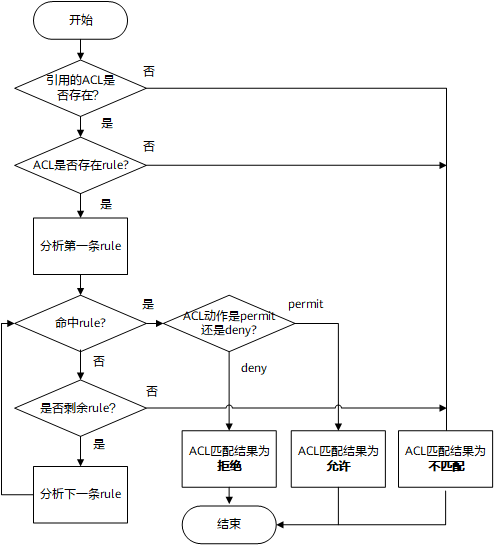 开始
引用的ACL是
否存在?
否
是
ACL是否存在rule?
否
是
分析第一条rule
命中rule?
是
ACL动作是permit
还是deny?
permit
否
deny
是否剩余rule?
否
是
ACL匹配结果为
拒绝
ACL匹配结果为
允许
ACL匹配结果为
不匹配
分析下一条rule
结束